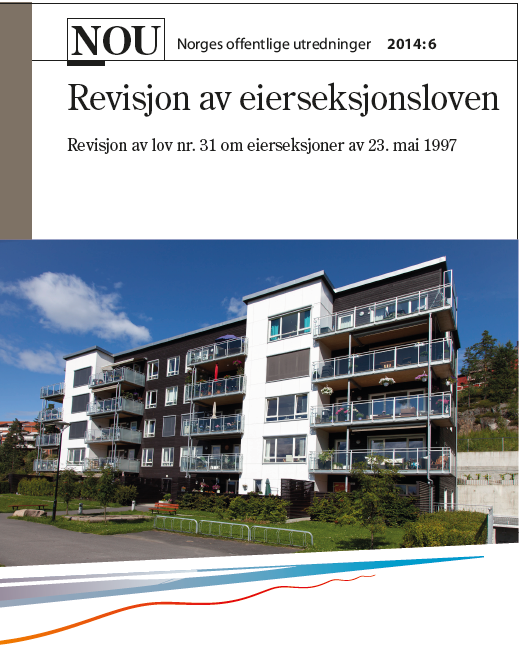 NOU Norges offentlige utredninger 2014: 6
Revisjon av eierseksjonsloven
Revisjon av lov nr. 31 om eierseksjoner av 23. mai 1997